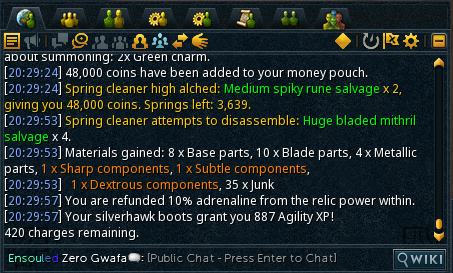 about summoning: 2x Green charm.
[20:29:24] 48,000 coins have been added to your money pouch.
[20:29:24] Spring cleaner high alched: Medium spiky rune salvage x 2,
giving you 48,000 coins. Springs left: 3,639.
[20:29:53] Spring cleaner attempts to disassemble: Huge bladed mithril
salvage x 4.
[20:29:53] Materials gained: 8 x Base parts, 10 x Blade parts, 4 x Metallic
parts, 1 x Sharp components, 1 x Subtle components,
[20:29:53] 1 x Dextrous components, 35 x Junk
[20:29:57] You are refunded 10% adrenaline from the relic power within.
[20:29:57] Your silverhawk boots grant you 887 Agility XP!
420 charges remaining.
Ensouled Zero Gwafa: [Public Chat - Press Enter to Chat]
WIKI